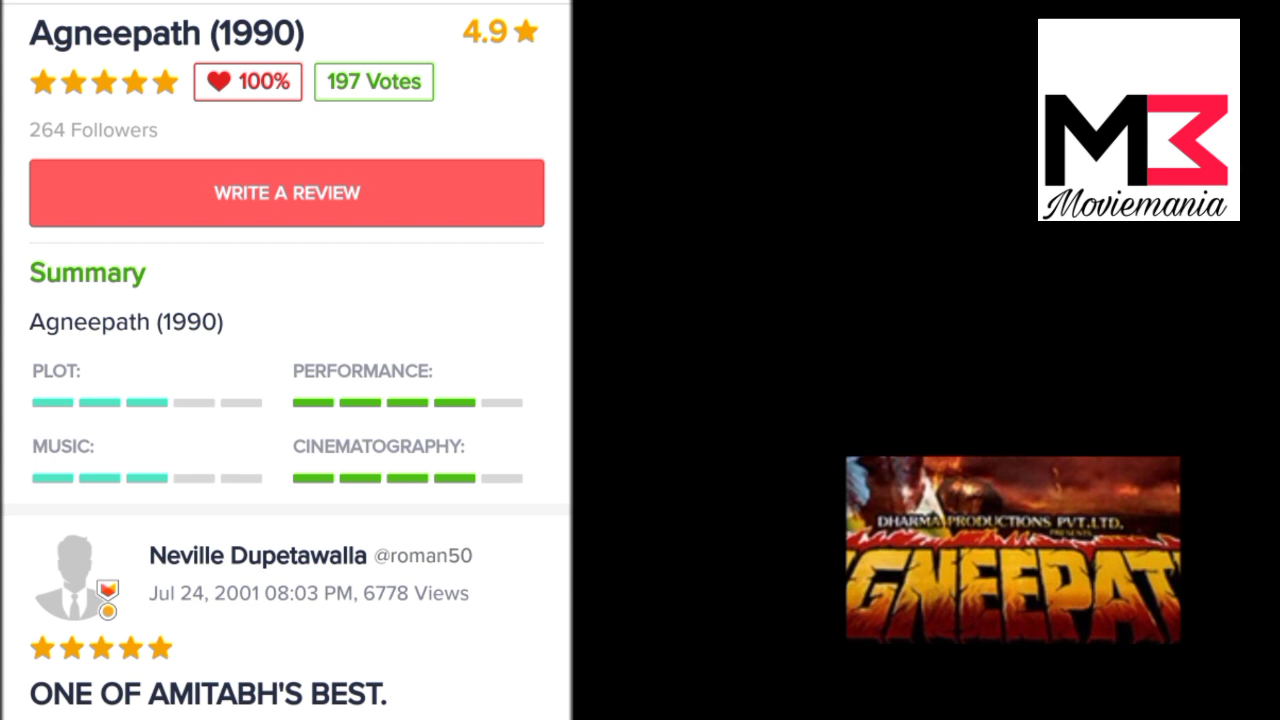 Agneepath (1990)
4.9
100%
197 Votes
264 Followers
WRITE A REVIEW
Summary
Agneepath (1990)
PLOT:
PERFORMANCE:
MUSIC:
CINEMATOGRAPHY:
Neville Dupetawalla @roman50
Jul 24, 2001 08:03 PM, 6778 Views
ONE OF AMITABH'S BEST.
M3
Moviemania
DHARMA PRODUCTIONS PVT.LTD,
PRESENTS
GNEEPAT